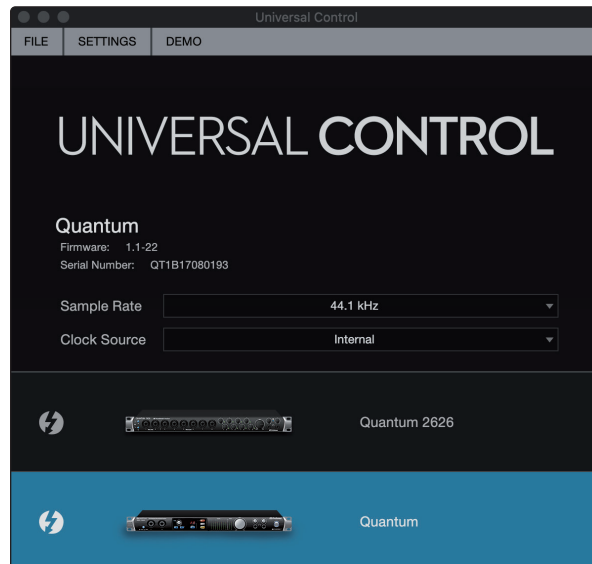 Universal Control
FILE SETTINGS DEMO
UNIVERSAL CONTROL
Quantum
Firmware: 1.1-22
Serial Number: QT1B17080193
Sample Rate 44.1 kHz
Clock Source Internal
Quantum 2626
Quantum